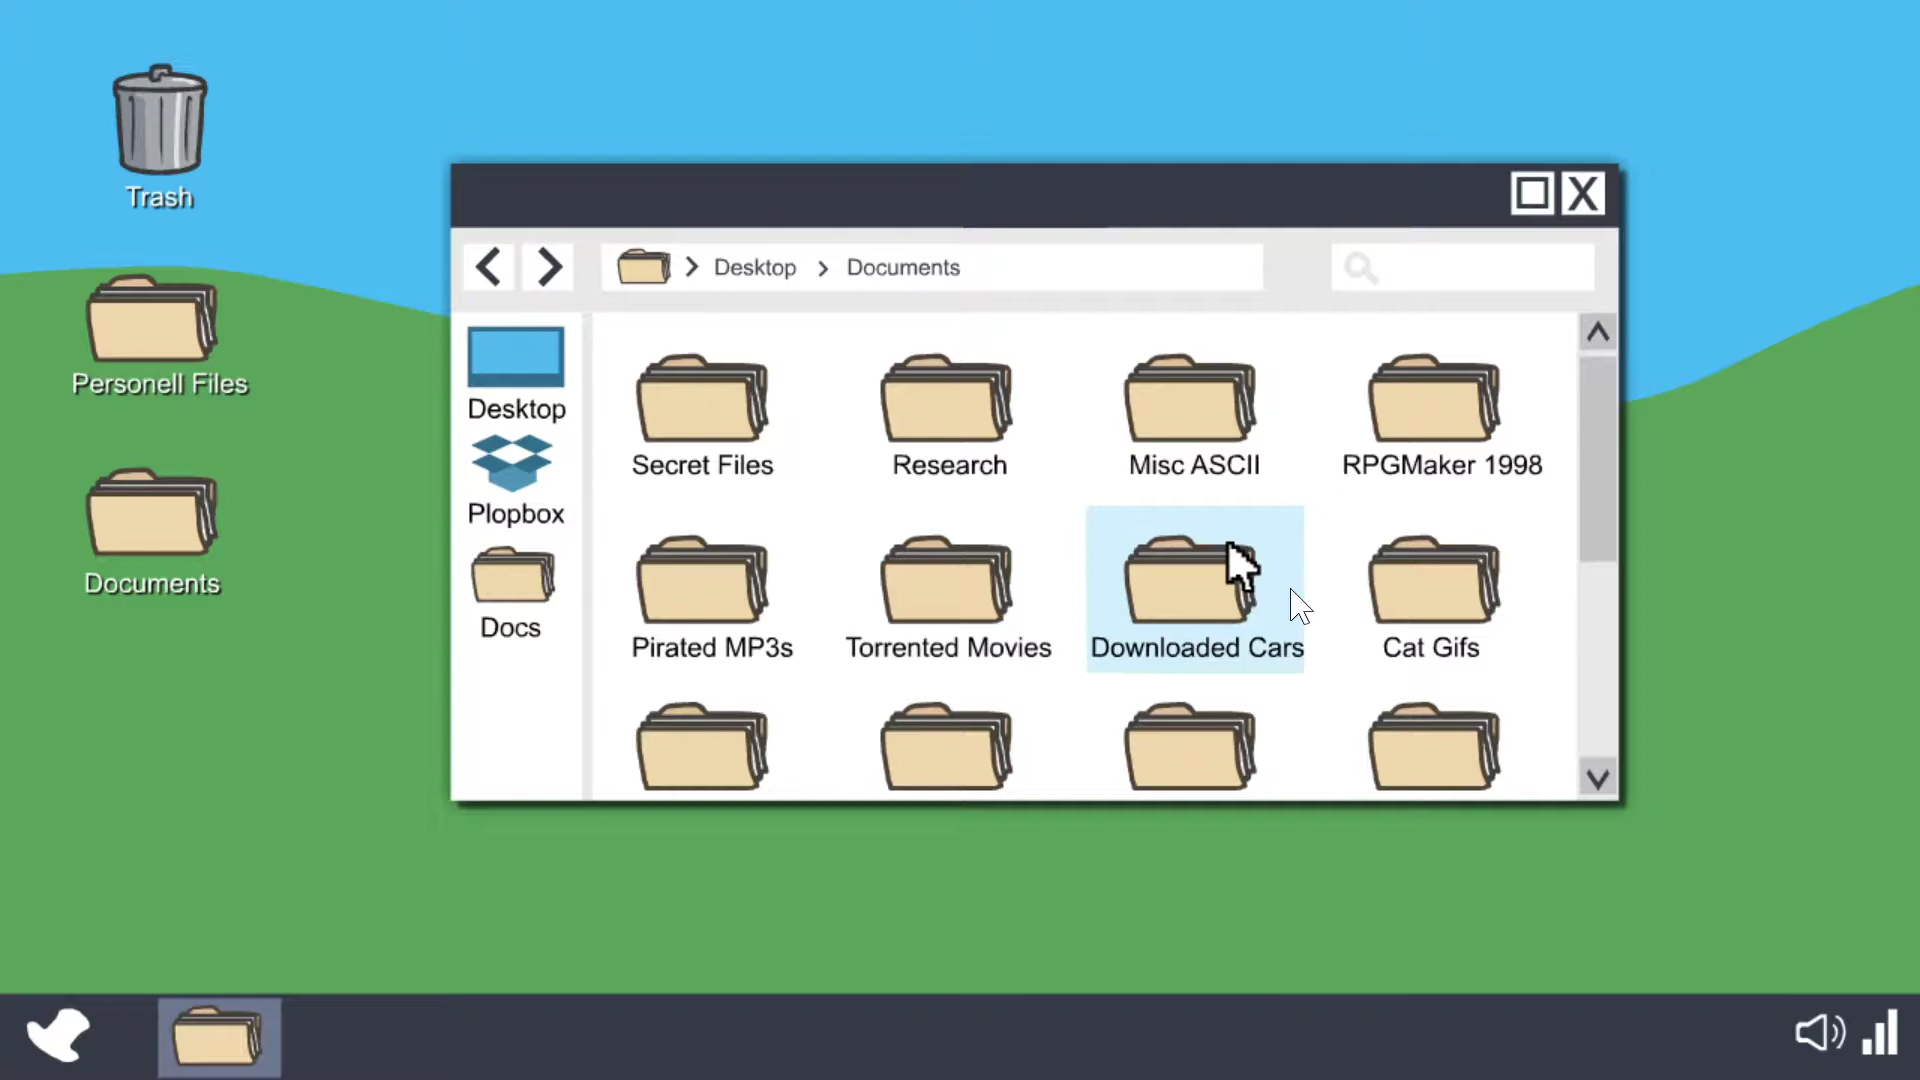 Trash
Personell Files
Documents
X
Desktop > Documents
Desktop
Plopbox
Docs
Secret Files
Research
Misc ASCII
RPGMaker 1998
Pirated MP3s
Torrented Movies
Downloaded Cars
Cat Gifs